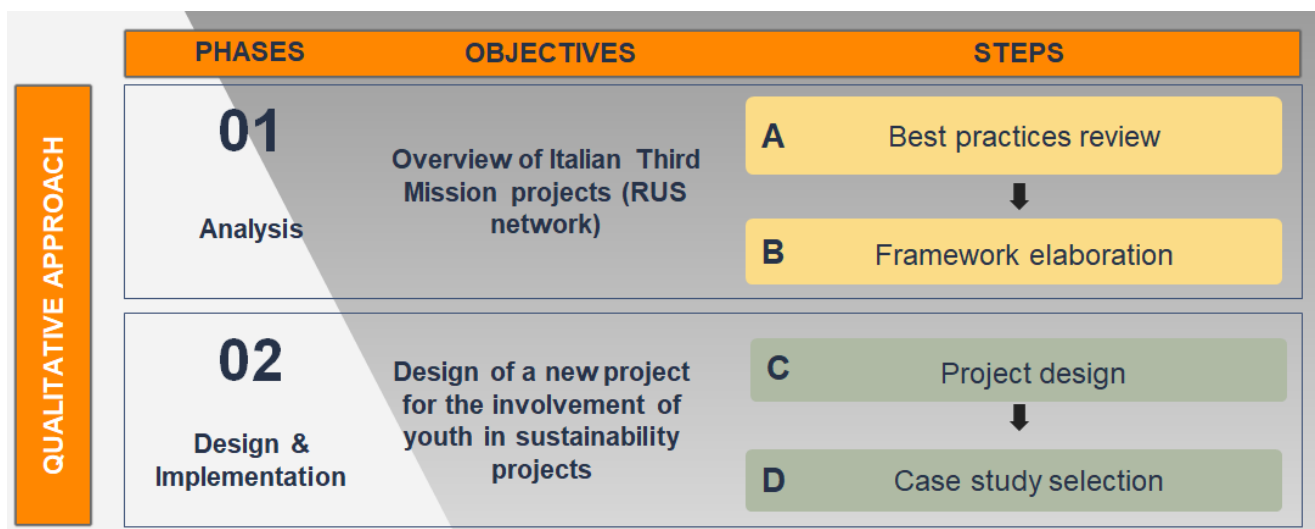 PHASES
OBJECTIVES
STEPS
QUALITATIVE APPROACH
01
Analysis
Overview of Italian Third
Mission projects (RUS
network)
A
Best practices review
B
Framework elaboration
02
Design &
Implementation
Design of a new project
for the involvement of
youth in sustainability
projects
C
Project design
D
Case study selection